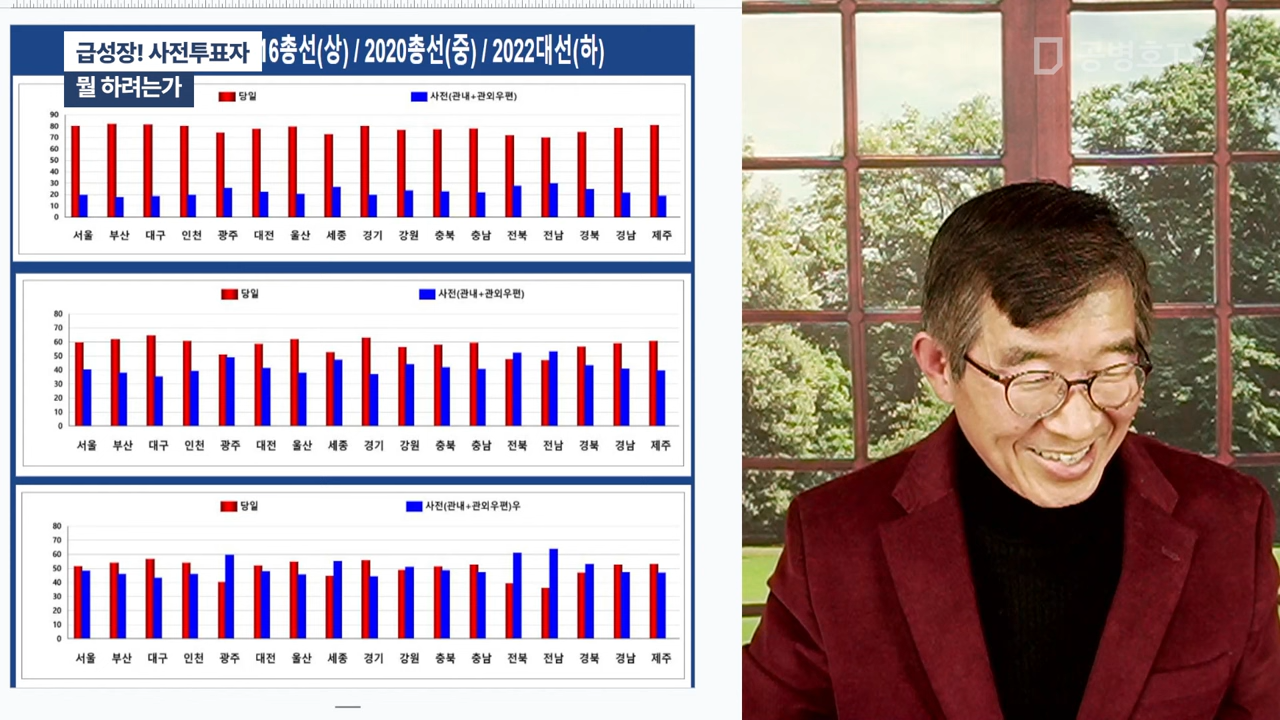 급성장! 사전투표자
뭘 하려는가
16총선(상) / 2020총선(중) / 2022대선(하)
공병호TV
당일
사전(관내+관외우편)
90
80
70
60
50
40
30
20
10
0
서울 부산 대구 인천 광주 대전 울산 세종 경기 강원 충북 충남 전북 전남 경북 경남 제주
당일
사전(관내+관외우편)
80
70
60
50
40
30
20
10
0
서울 부산 대구 인천 광주 대전 울산 세종 경기 강원 충북 충남 전북 전남 경북 경남 제주
당일
사전(관내+관외우편)우
80
70
60
50
40
30
20
10
0
서울 부산 대구 인천 광주 대전 울산 세종 경기 강원 충북 충남 전북 전남 경북 경남 제주